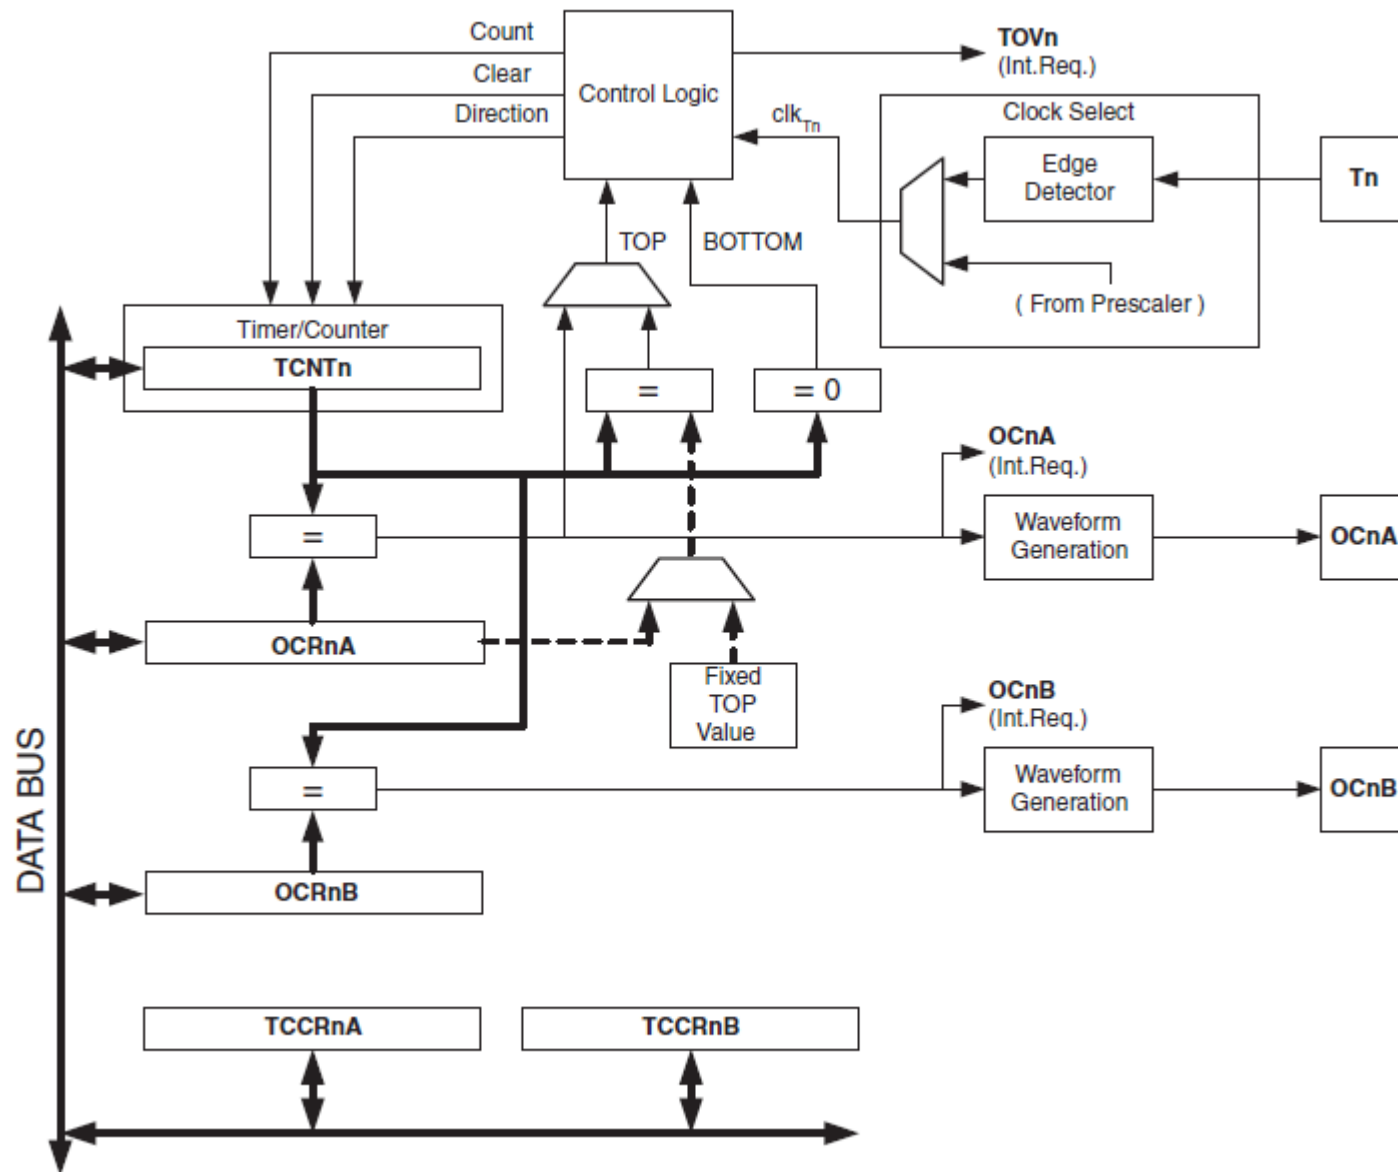 Count
Clear
Direction
Control Logic
TOVn
(Int.Req.)
clkTn
Clock Select
Edge
Detector
Tn
TOP
BOTTOM
( From Prescaler )
Timer/Counter
TCNTn
=
= 0
OCnA
(Int.Req.)
=
Waveform
Generation
OCnA
OCRnA
Fixed
TOP
Value
OCnB
(Int.Req.)
DATA BUS
=
Waveform
Generation
OCnB
OCRnB
TCCRnA
TCCRnB